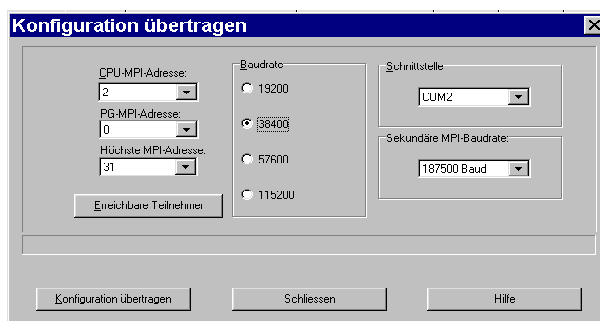 Konfiguration übertragen
CPU-MPI-Adresse:
2
PG-MPI-Adresse:
0
Höchste MPI-Adresse:
31
Erreichbare Teilnehmer
Baudrate
19200
38400
57600
115200
Schnittstelle
COM2
Sekundäre MPI-Baudrate:
187500 Baud
Konfiguration übertragen
Schliessen
Hilfe